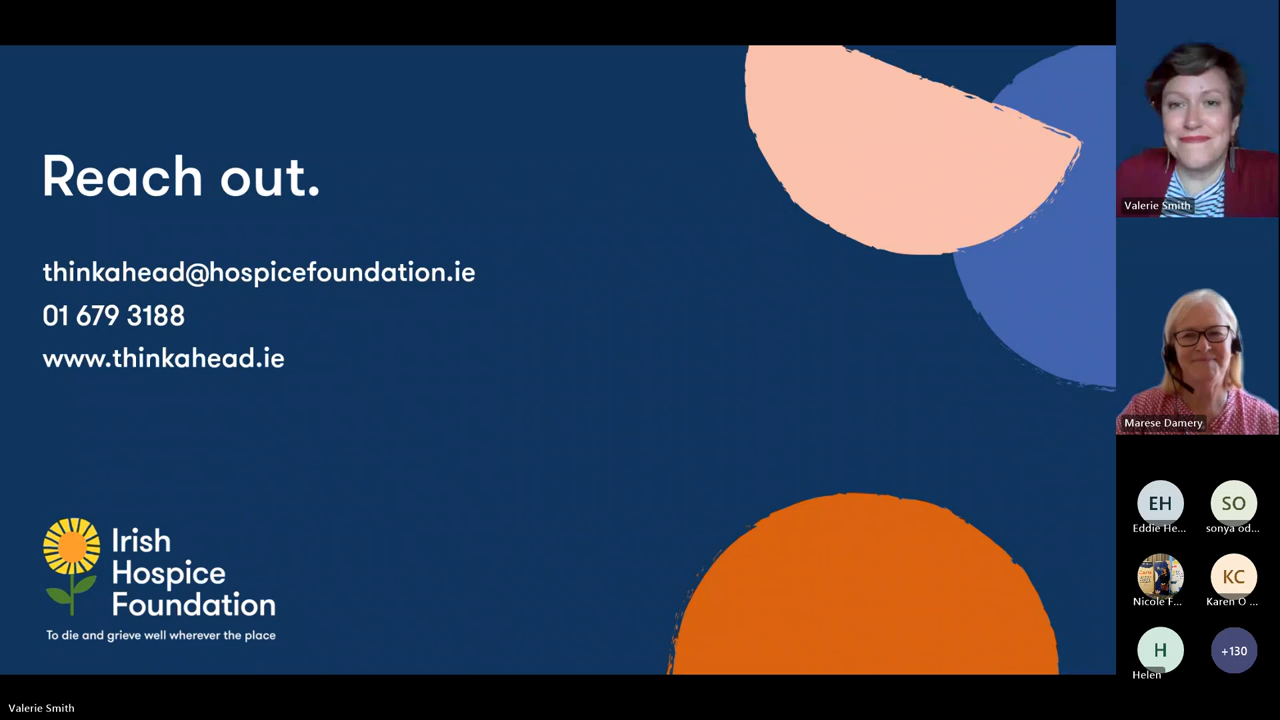 Reach out.
thinkahead@hospicefoundation.ie
01 679 3188
www.thinkahead.ie
Irish
Hospice
Foundation
To die and grieve well wherever the place
Valerie Smith
Marese Damery
EH
Eddie He...
SO
sonya od...
Nicole F...
KC
Karen O ...
H
Helen
+130
Valerie Smith